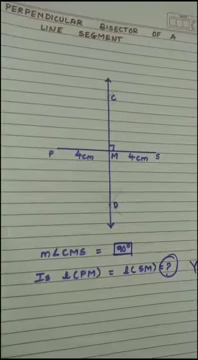 PERPENDICULAR BISECTOR OF A
LINE SEGMENT
C
P 4cm M 4cm S
D
m∠CMS = 90°
Is l(PM) = l(SM) = ?